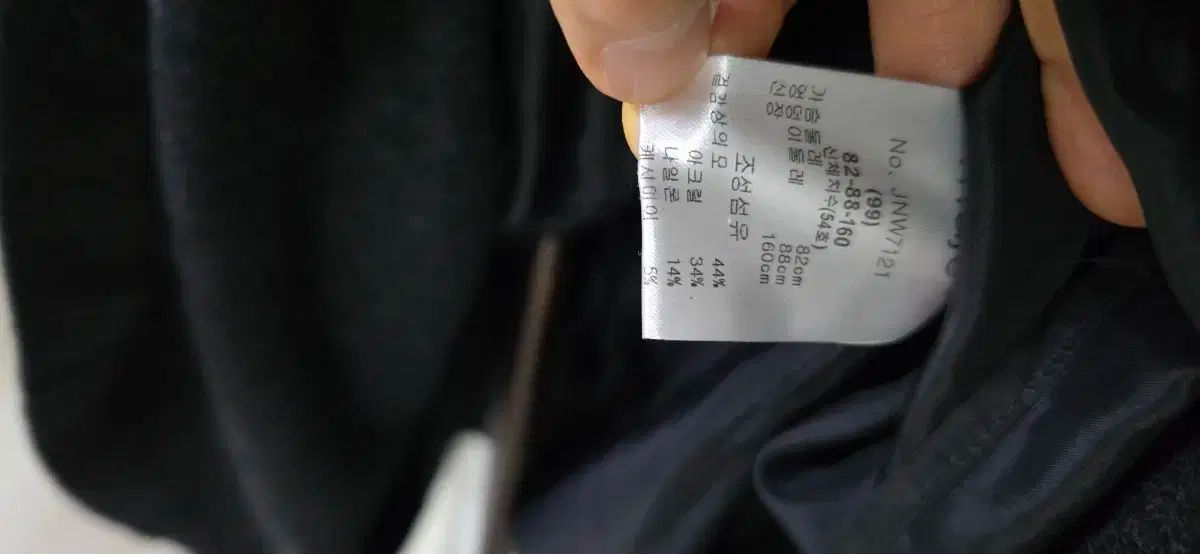 No. JNW7121
(99)
82-88-160
신체치수(54호)
가슴둘레 82cm
엉덩이둘레 88cm
신장 160cm
조성섬유
겉감상의모 44%
아크릴 34%
나일론 14%
캐시미어 5%